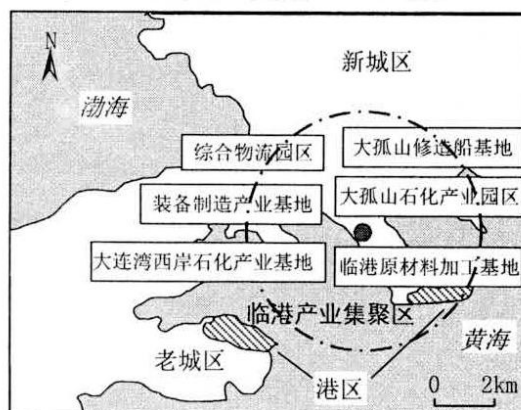 N
新城区
渤海
综合物流园区
大孤山修造船基地
装备制造产业基地
大孤山石化产业园区
大连湾西岸石化产业基地
临港原材料加工基地
临港产业集聚区
黄海
老城区
港区
0 2km